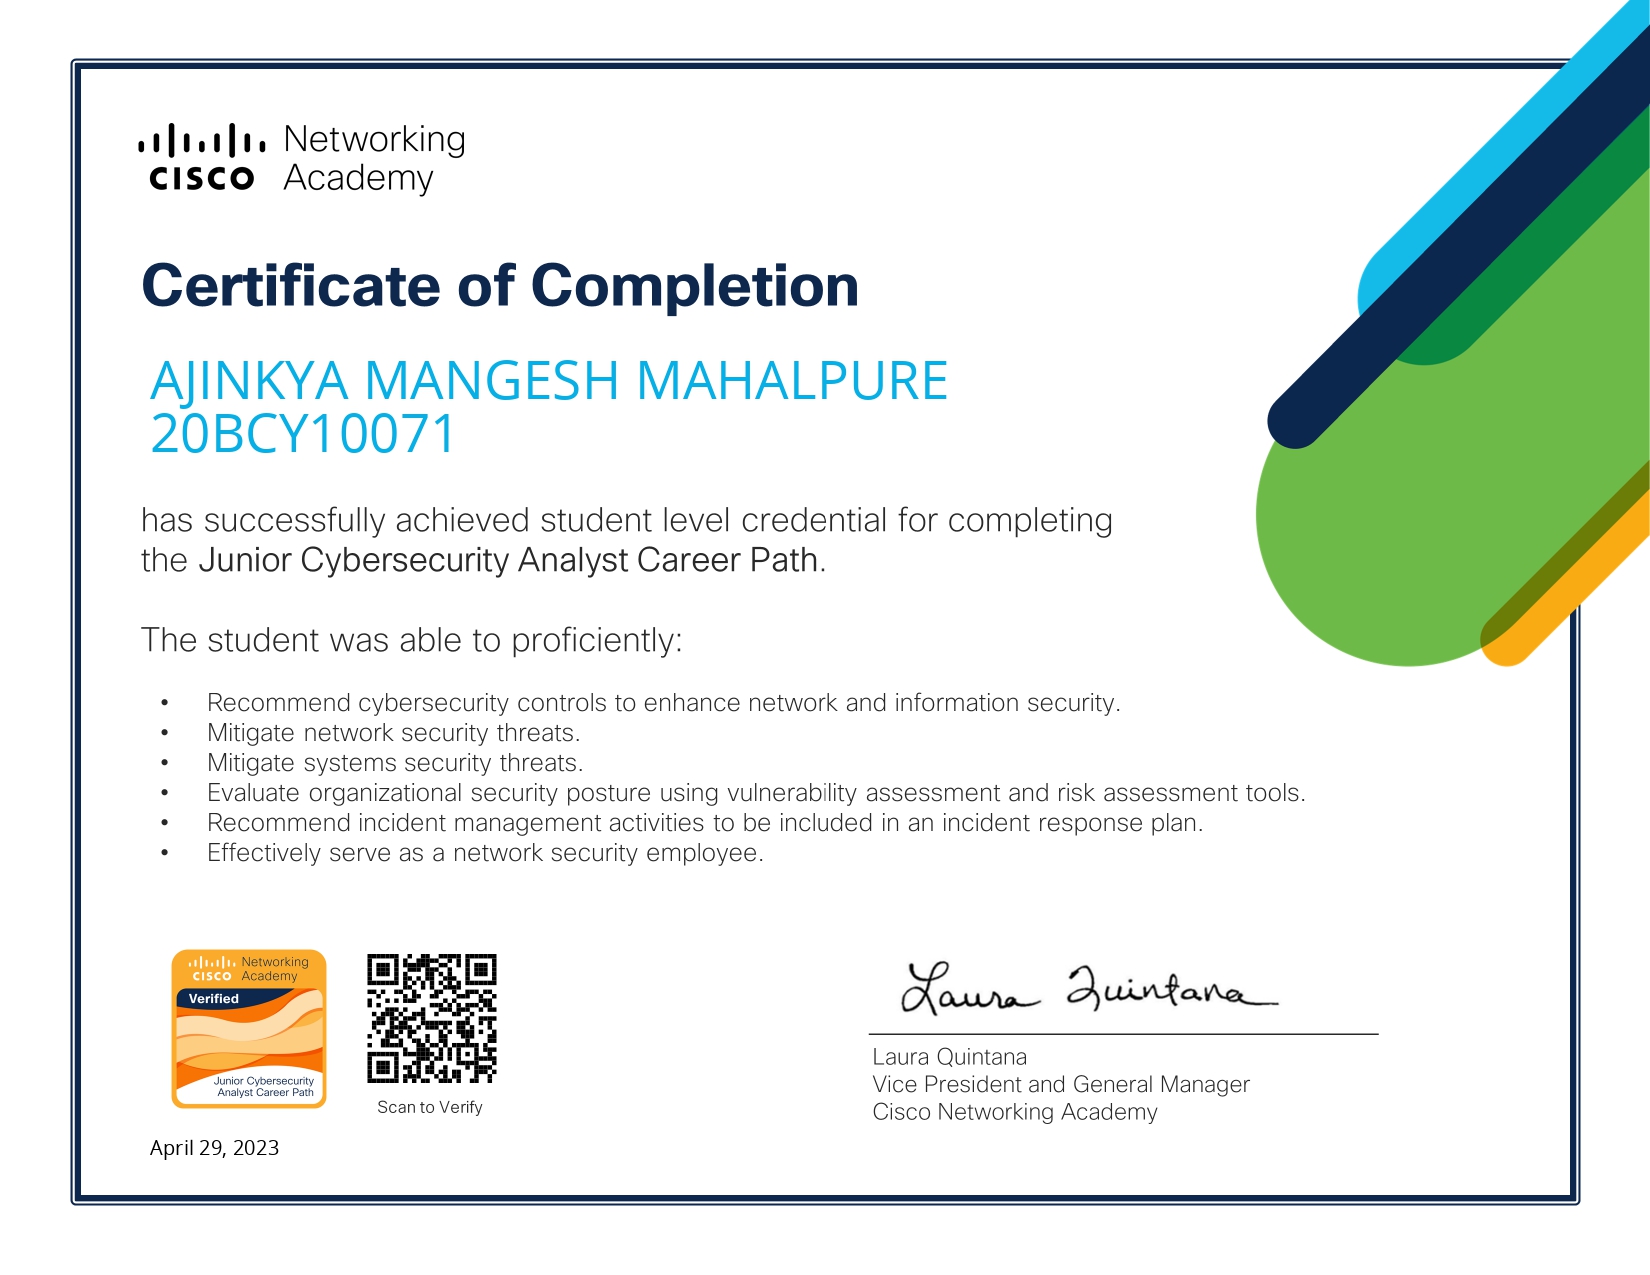 Networking
CISCO Academy
Certificate of Completion
AJINKYA MANGESH MAHALPURE
20BCY10071
has successfully achieved student level credential for completing
the Junior Cybersecurity Analyst Career Path.
The student was able to proficiently:
• Recommend cybersecurity controls to enhance network and information security.
• Mitigate network security threats.
• Mitigate systems security threats.
• Evaluate organizational security posture using vulnerability assessment and risk assessment tools.
• Recommend incident management activities to be included in an incident response plan.
• Effectively serve as a network security employee.
Networking
CISCO Academy
Verified
Junior Cybersecurity
Analyst Career Path
Scan to Verify
April 29, 2023
Laura Quintana
Laura Quintana
Vice President and General Manager
Cisco Networking Academy